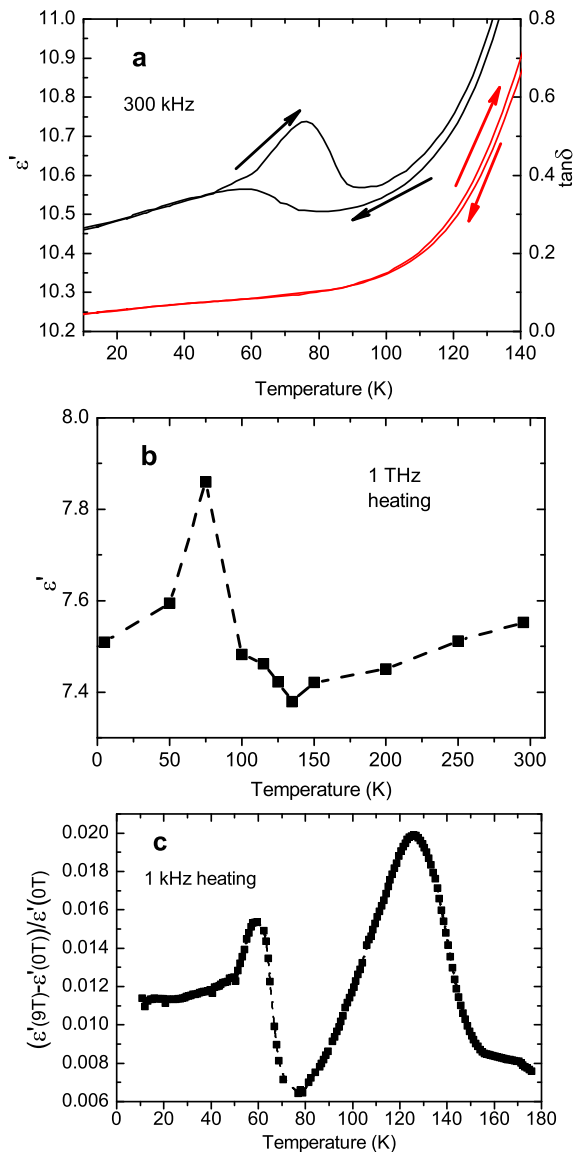 a
300 kHz
ε'
tanδ
11.0
10.9
10.8
10.7
10.6
10.5
10.4
10.3
10.2
0.8
0.6
0.4
0.2
0.0
20 40 60 80 100 120 140
Temperature (K)
b
1 THz
heating
ε'
8.0
7.8
7.6
7.4
0 50 100 150 200 250 300
Temperature (K)
c
1 kHz heating
(ε'(9T)-ε'(0T))/ε'(0T)
0.020
0.018
0.016
0.014
0.012
0.010
0.008
0.006
0 20 40 60 80 100 120 140 160 180
Temperature (K)